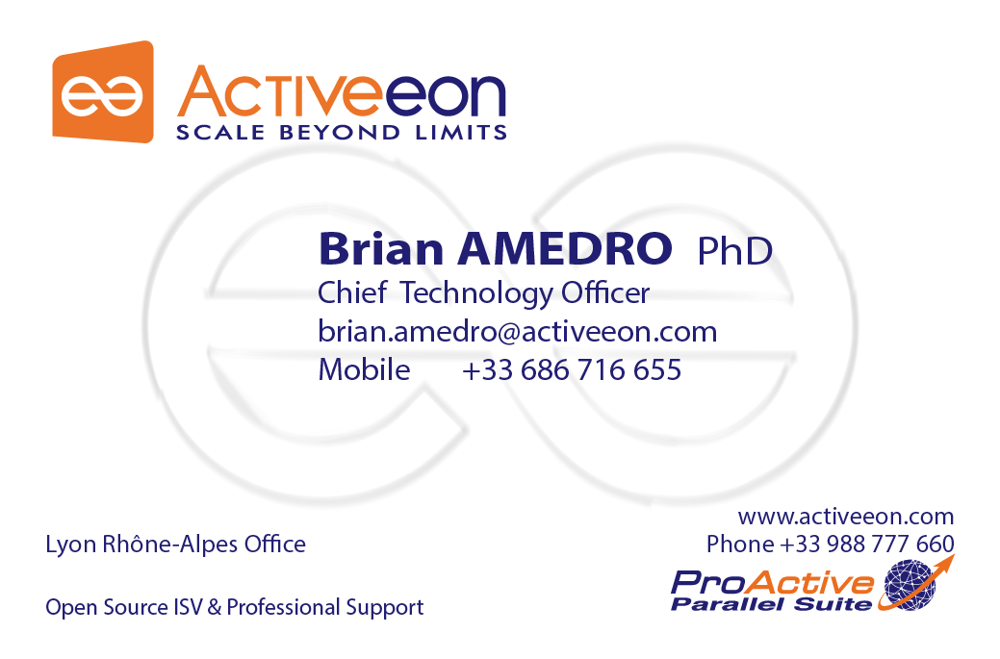 Activeeon
SCALE BEYOND LIMITS
Brian AMEDRO PhD
Chief Technology Officer
brian.amedro@activeeon.com
Mobile +33 686 716 655
www.activeeon.com
Lyon Rhône-Alpes Office
Phone +33 988 777 660
ProActive
Parallel Suite
Open Source ISV & Professional Support